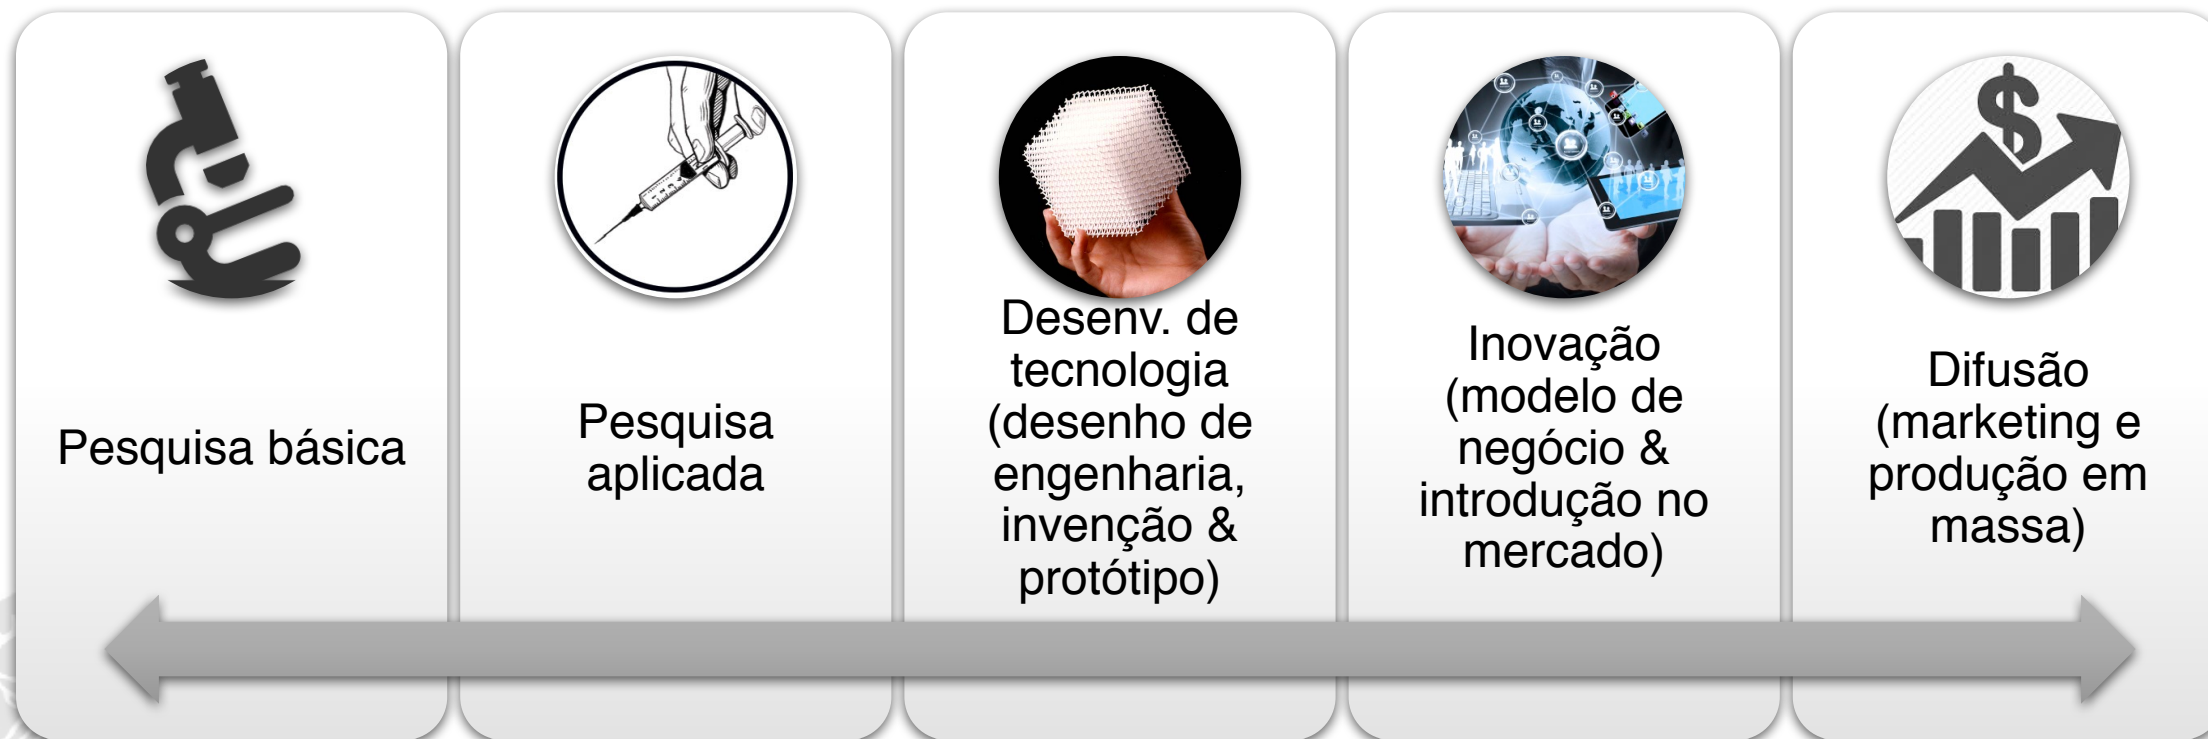 Pesquisa básica
Pesquisa
aplicada
Desenv. de
tecnologia
(desenho de
engenharia,
invenção &
protótipo)
Inovação
(modelo de
negócio &
introdução no
mercado)
Difusão
(marketing e
produção em
massa)
$